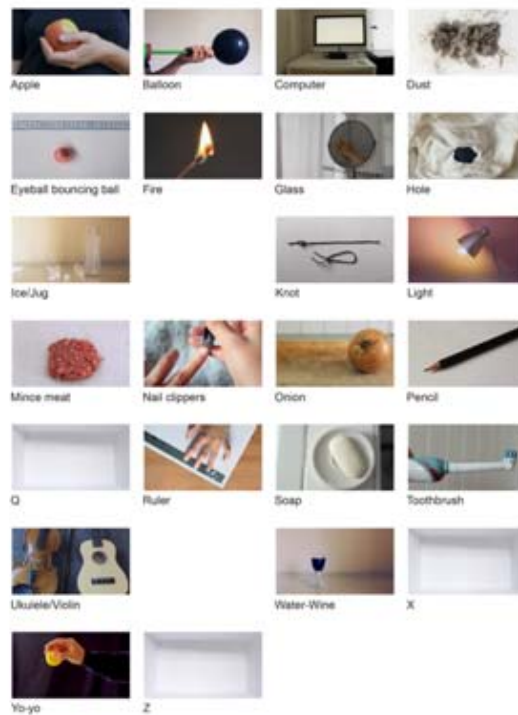 Apple
Balloon
Computer
Dust
Eyeball bouncing ball
Fire
Glass
Hole
Ice/Jug
Knot
Light
Mince meat
Nail clippers
Onion
Pencil
Q
Ruler
Soap
Toothbrush
Ukulele/Violin
Water-Wine
X
Yo-yo
Z